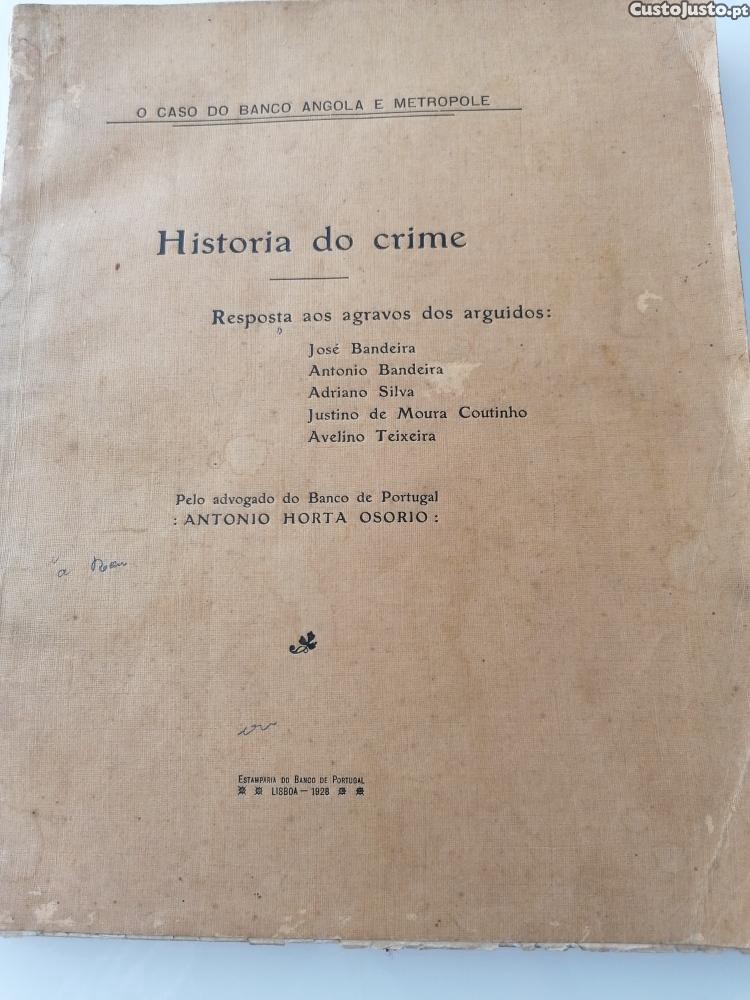 CustoJusto.pt
O CASO DO BANCO ANGOLA E METROPOLE
Historia do crime
Resposta aos agravos dos arguidos:
José Bandeira
Antonio Bandeira
Adriano Silva
Justino de Moura Coutinho
Avelino Teixeira
Pelo advogado do Banco de Portugal
: ANTONIO HORTA OSORIO :
a
ESTAMPARIA DO BANCO DE PORTUGAL
LISBOA — 1928